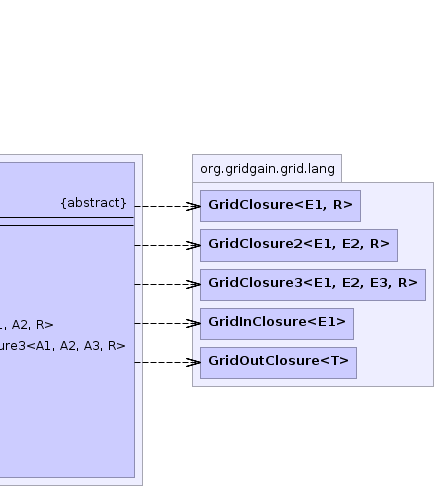 org.gridgain.grid.lang
{abstract}
GridClosure<E1, R>
GridClosure2<E1, E2, R>
GridClosure3<E1, E2, E3, R>
GridInClosure<E1>
, A2, R>
ure3<A1, A2, A3, R>
GridOutClosure<T>